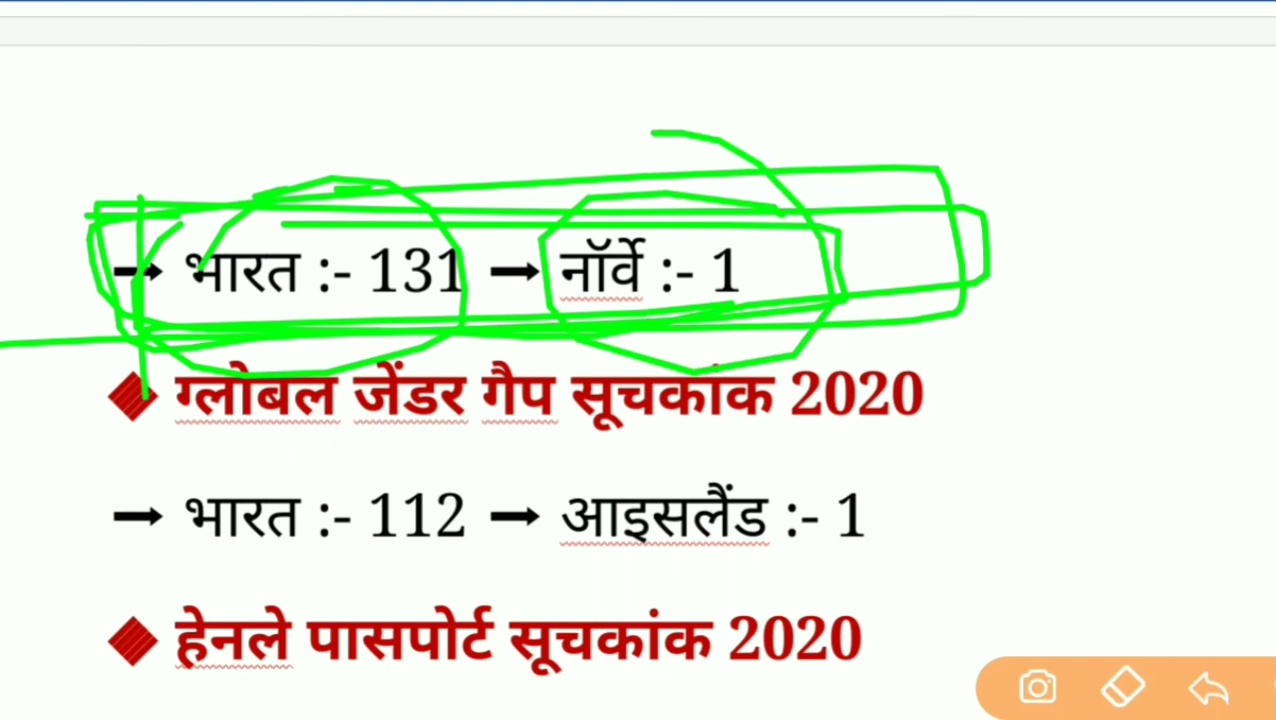 ➡ भारत :- 131 ➡ नॉर्वे :- 1
◆ ग्लोबल जेंडर गैप सूचकांक 2020
➡ भारत :- 112 ➡ आइसलैंड :- 1
◆ हेनले पासपोर्ट सूचकांक 2020